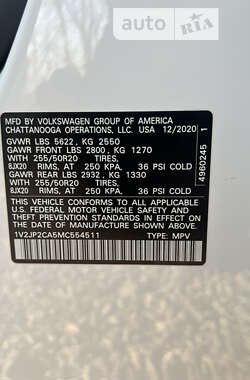 auto RIA
MFD BY VOLKSWAGEN GROUP OF AMERICA
CHATTANOOGA OPERATIONS, LLC. USA 12/2020
GVWR LBS 5622, KG 2550
GAWR FRONT LBS 2800, KG 1270
WITH 255/50R20 TIRES,
8JX20 RIMS, AT 250 KPA, 36 PSI COLD
GAWR REAR LBS 2932, KG 1330
WITH 255/50R20 TIRES,
8JX20 RIMS, AT 250 KPA, 36 PSI COLD
THIS VEHICLE CONFORMS TO ALL APPLICABLE
FEDERAL MOTOR VEHICLE SAFETY, BUMPER,
AND THEFT PREVENTION STANDARDS IN
EFFECT ON THE DATE OF MANUFACTURE
SHOWN ABOVE.
1V2JP2CA5MC554511 TYPE: MPV
4960245 1